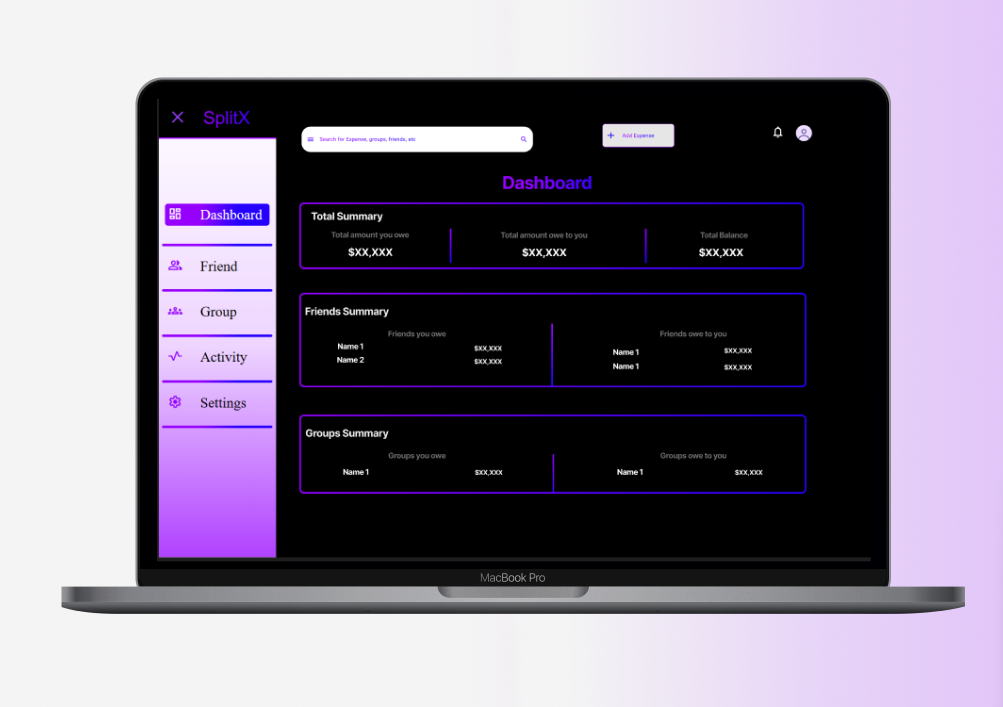 SplitX
Search for Expense, groups, friends, etc
Add Expense
Dashboard
Dashboard
Friend
Group
Activity
Settings
Total Summary
Total amount you owe
Total amount owe to you
Total Balance
$XX,XXX
$XX,XXX
$XX,XXX
Friends Summary
Friends you owe
Friends owe to you
Name 1
$XX,XXX
Name 1
$XX,XXX
Name 2
$XX,XXX
Name 1
$XX,XXX
Groups Summary
Groups you owe
Groups owe to you
Name 1
$XX,XXX
Name 1
$XX,XXX
MacBook Pro